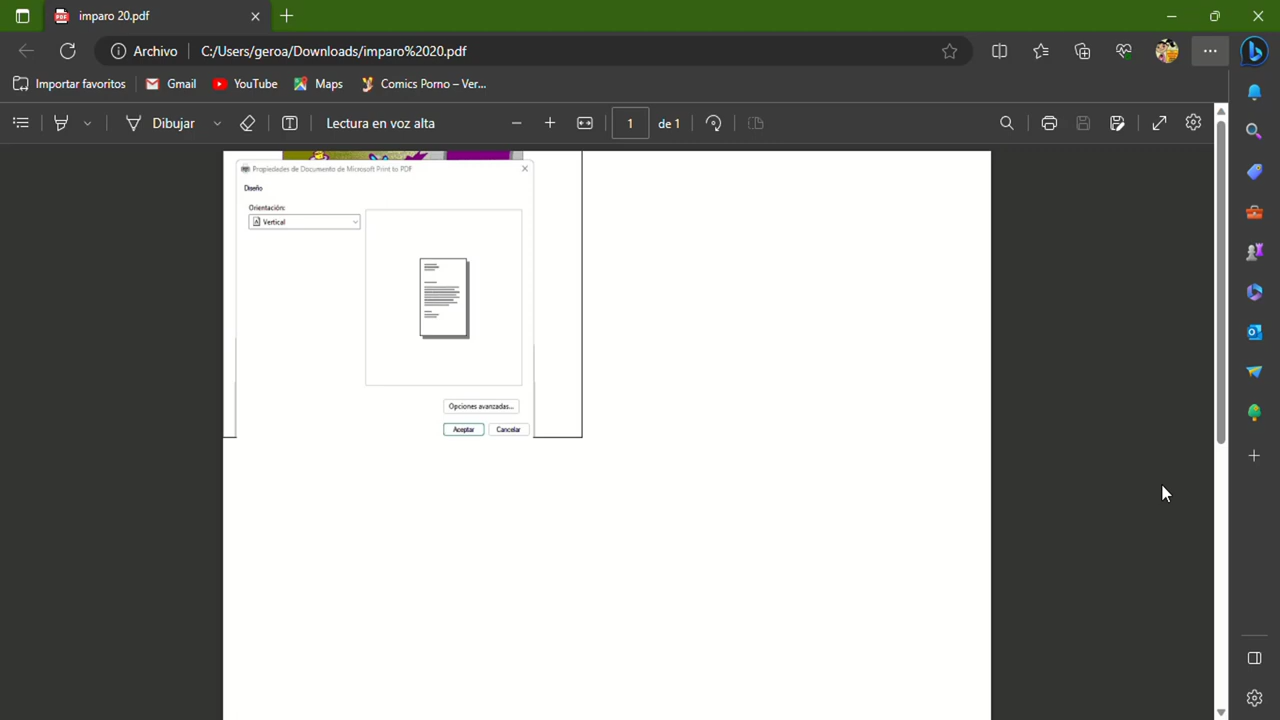 imparo 20.pdf
Archivo C:/Users/geroa/Downloads/imparo%2020.pdf
Importar favoritos Gmail YouTube Maps Comics Porno – Ver...
Dibujar Lectura en voz alta 1 de 1
Propiedades de Documento de Microsoft Print to PDF
Diseño
Orientación:
Vertical
Opciones avanzadas...
Aceptar Cancelar